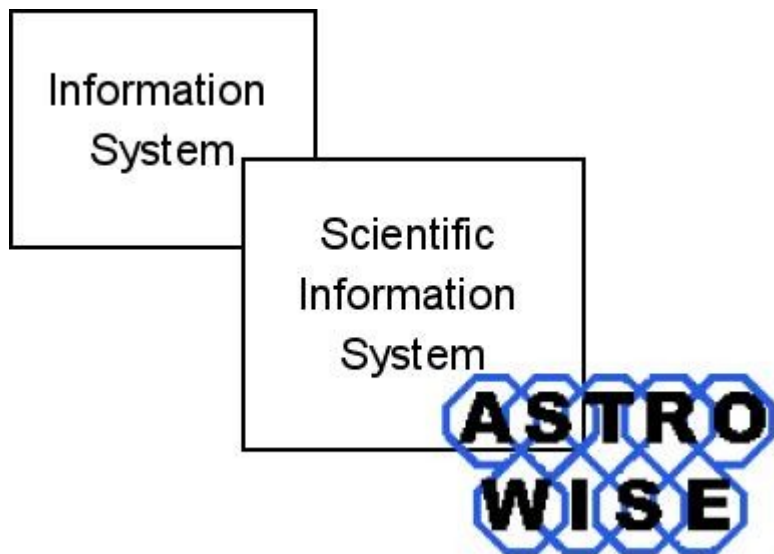 Information
System
Scientific
Information
System
ASTRO
WISE